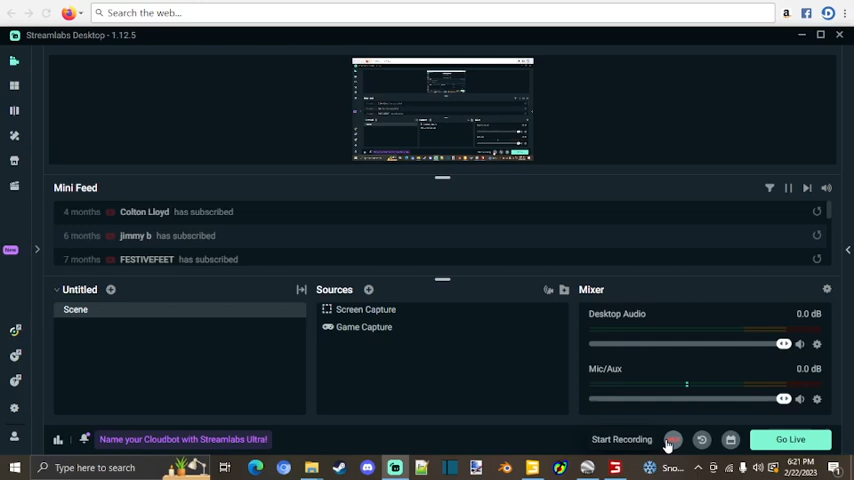 Search the web...
Streamlabs Desktop - 1.12.5
Mini Feed
4 months Colton Lloyd has subscribed
6 months jimmy b has subscribed
7 months FESTIVEFEET has subscribed
New
Untitled
Scene
Sources
Screen Capture
Game Capture
Mixer
Desktop Audio 0.0 dB
Mic/Aux 0.0 dB
Name your Cloudbot with Streamlabs Ultra!
Start Recording
Go Live
Type here to search
Sno...
6:21 PM
2/22/2023